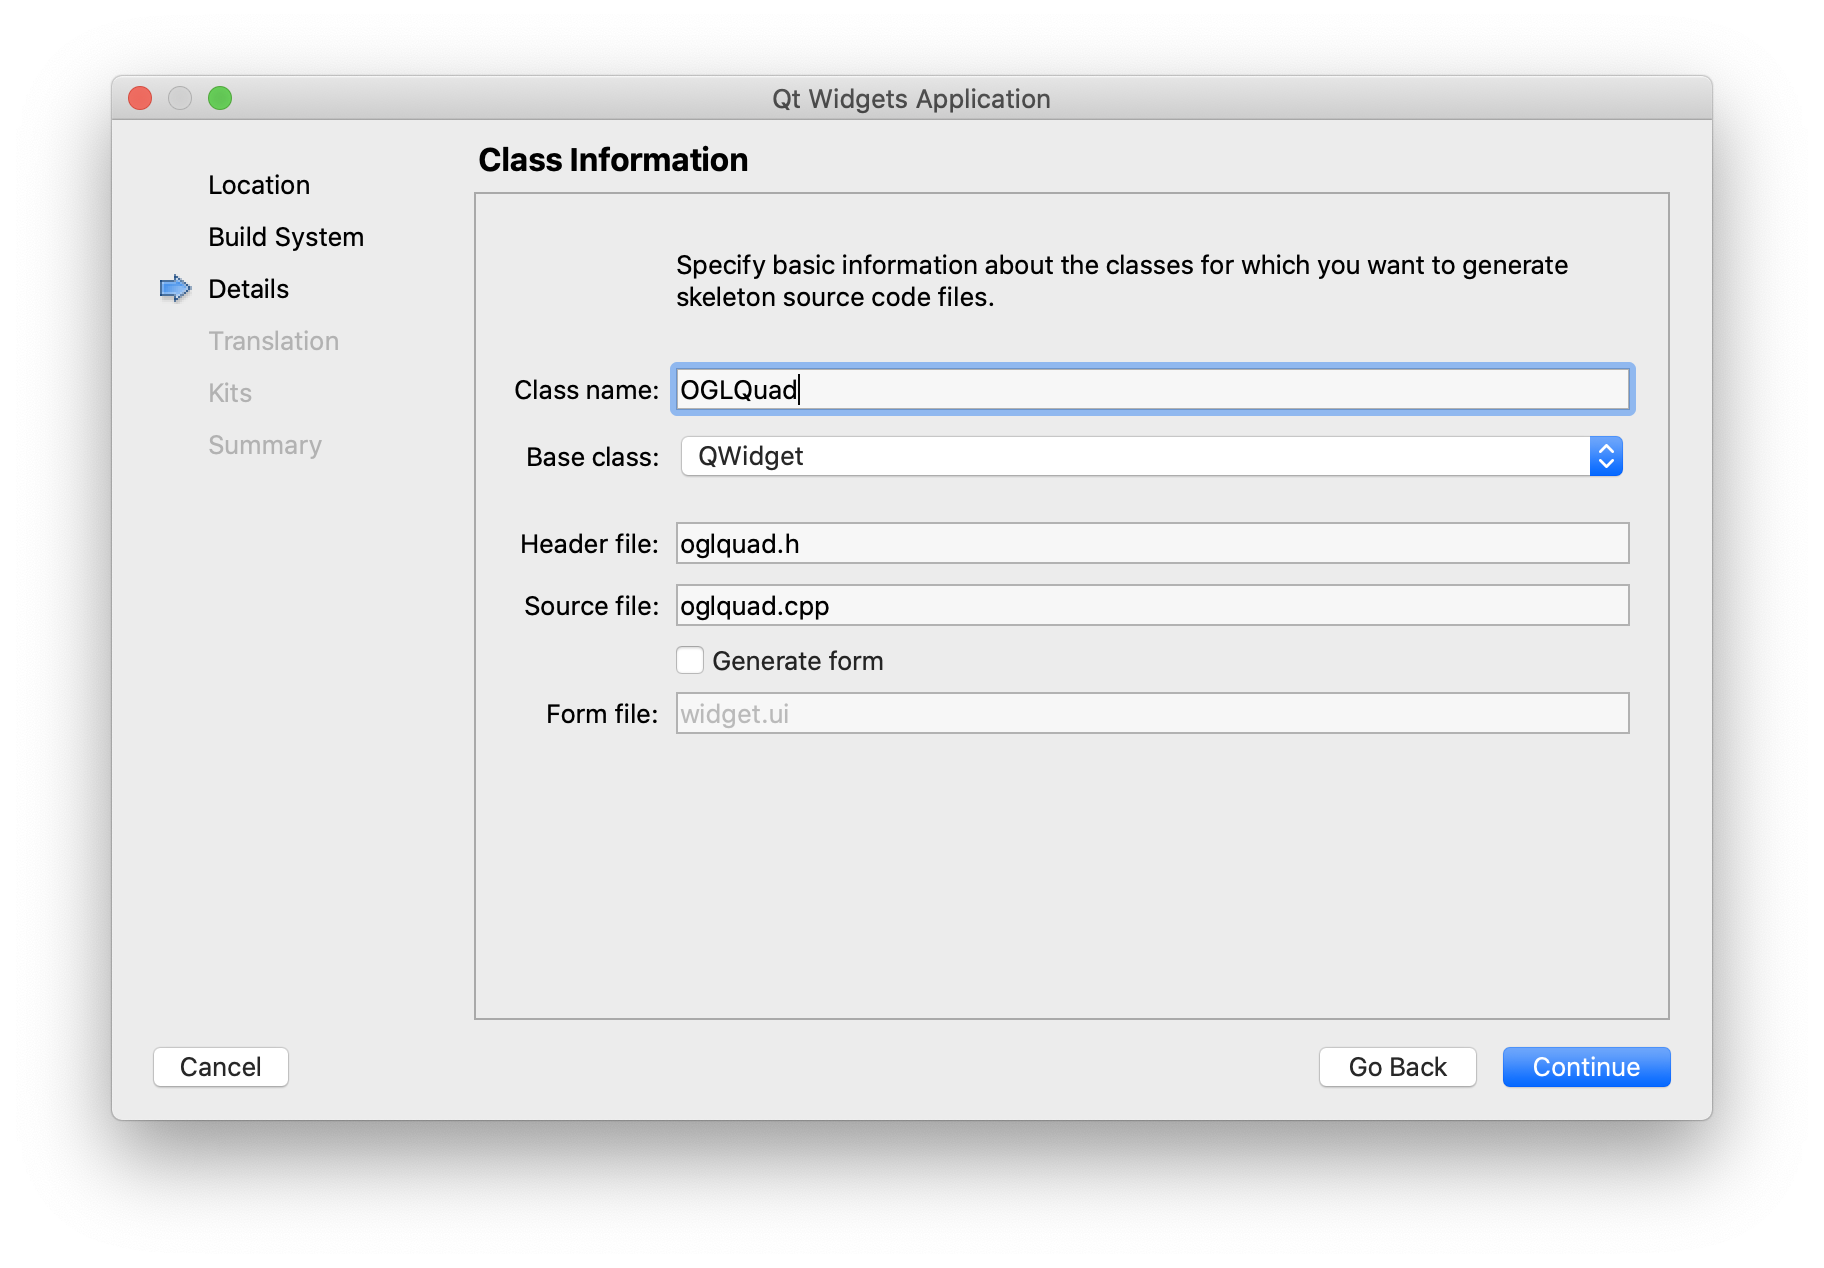 Qt Widgets Application
Location
Build System
Details
Translation
Kits
Summary
Class Information
Specify basic information about the classes for which you want to generate
skeleton source code files.
Class name: OGLQuad
Base class: QWidget
Header file: oglquad.h
Source file: oglquad.cpp
Generate form
Form file: widget.ui
Cancel
Go Back
Continue